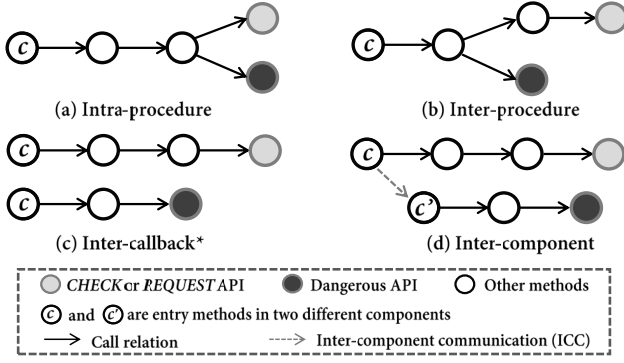 c
(a) Intra-procedure
c
(b) Inter-procedure
c
c
(c) Inter-callback*
c
c'
(d) Inter-component
CHECK or REQUEST API Dangerous API Other methods
c and c' are entry methods in two different components
Call relation Inter-component communication (ICC)